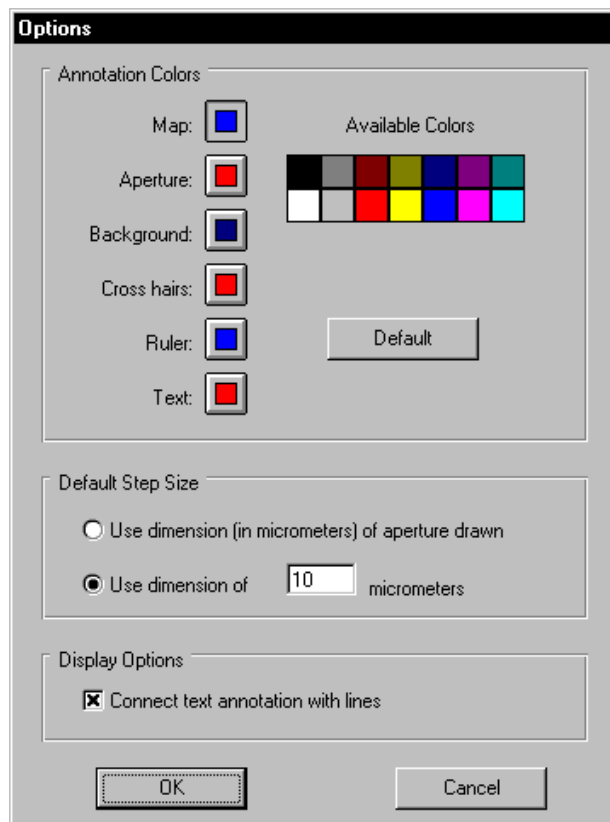 Options
Annotation Colors
Map:
Available Colors
Aperture:
Background:
Cross hairs:
Ruler:
Default
Text:
Default Step Size
Use dimension (in micrometers) of aperture drawn
Use dimension of 10 micrometers
Display Options
Connect text annotation with lines
OK Cancel